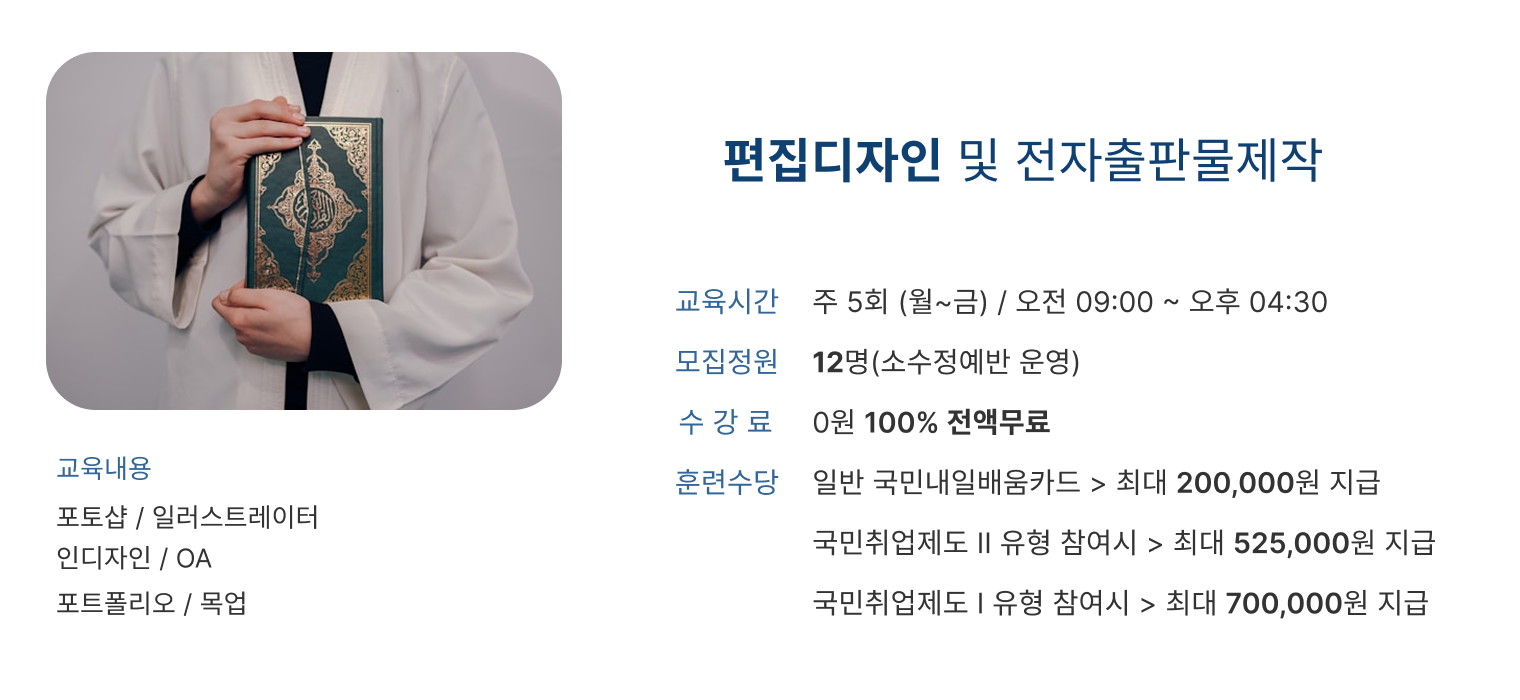 편집디자인 및 전자출판물제작
교육시간 주 5회 (월~금) / 오전 09:00 ~ 오후 04:30
모집정원 12명(소수정예반 운영)
수 강 료 0원 100% 전액무료
훈련수당 일반 국민내일배움카드 > 최대 200,000원 지급
국민취업제도 II 유형 참여시 > 최대 525,000원 지급
국민취업제도 I 유형 참여시 > 최대 700,000원 지급
교육내용
포토샵 / 일러스트레이터
인디자인 / OA
포트폴리오 / 목업